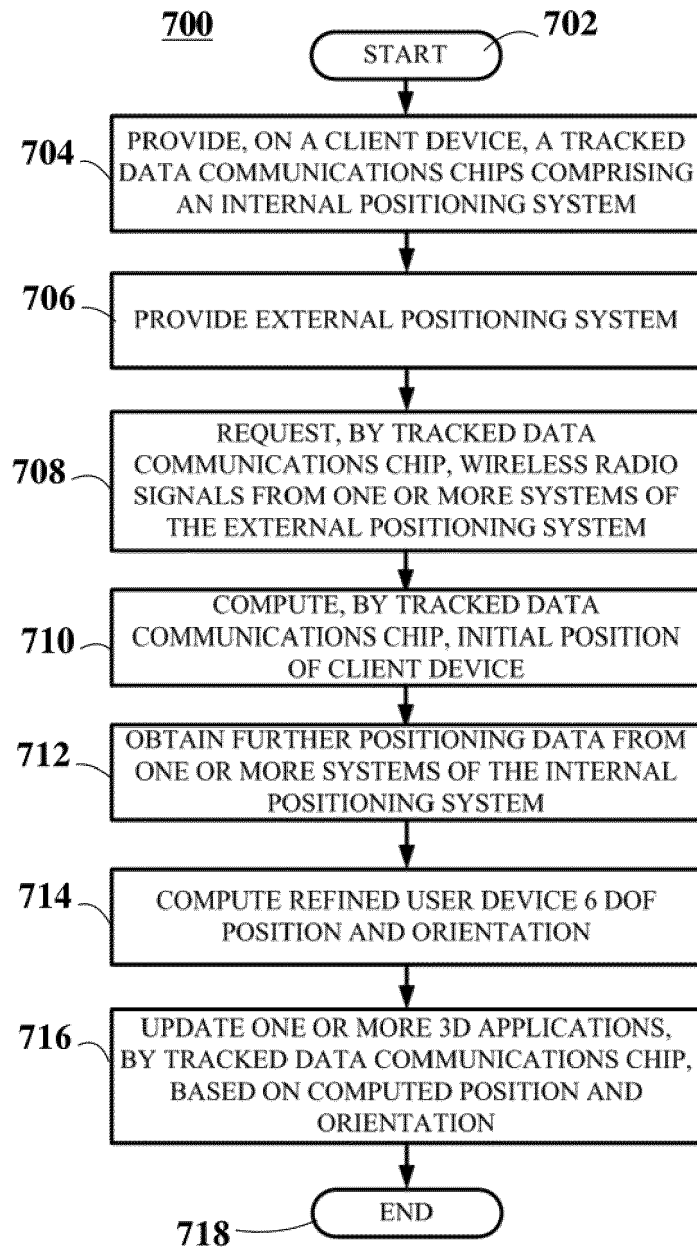 700
702
START
704
PROVIDE, ON A CLIENT DEVICE, A TRACKED
DATA COMMUNICATIONS CHIPS COMPRISING
AN INTERNAL POSITIONING SYSTEM
706
PROVIDE EXTERNAL POSITIONING SYSTEM
708
REQUEST, BY TRACKED DATA
COMMUNICATIONS CHIP, WIRELESS RADIO
SIGNALS FROM ONE OR MORE SYSTEMS OF
THE EXTERNAL POSITIONING SYSTEM
710
COMPUTE, BY TRACKED DATA
COMMUNICATIONS CHIP, INITIAL POSITION
OF CLIENT DEVICE
712
OBTAIN FURTHER POSITIONING DATA FROM
ONE OR MORE SYSTEMS OF THE INTERNAL
POSITIONING SYSTEM
714
COMPUTE REFINED USER DEVICE 6 DOF
POSITION AND ORIENTATION
716
UPDATE ONE OR MORE 3D APPLICATIONS,
BY TRACKED DATA COMMUNICATIONS CHIP,
BASED ON COMPUTED POSITION AND
ORIENTATION
718
END